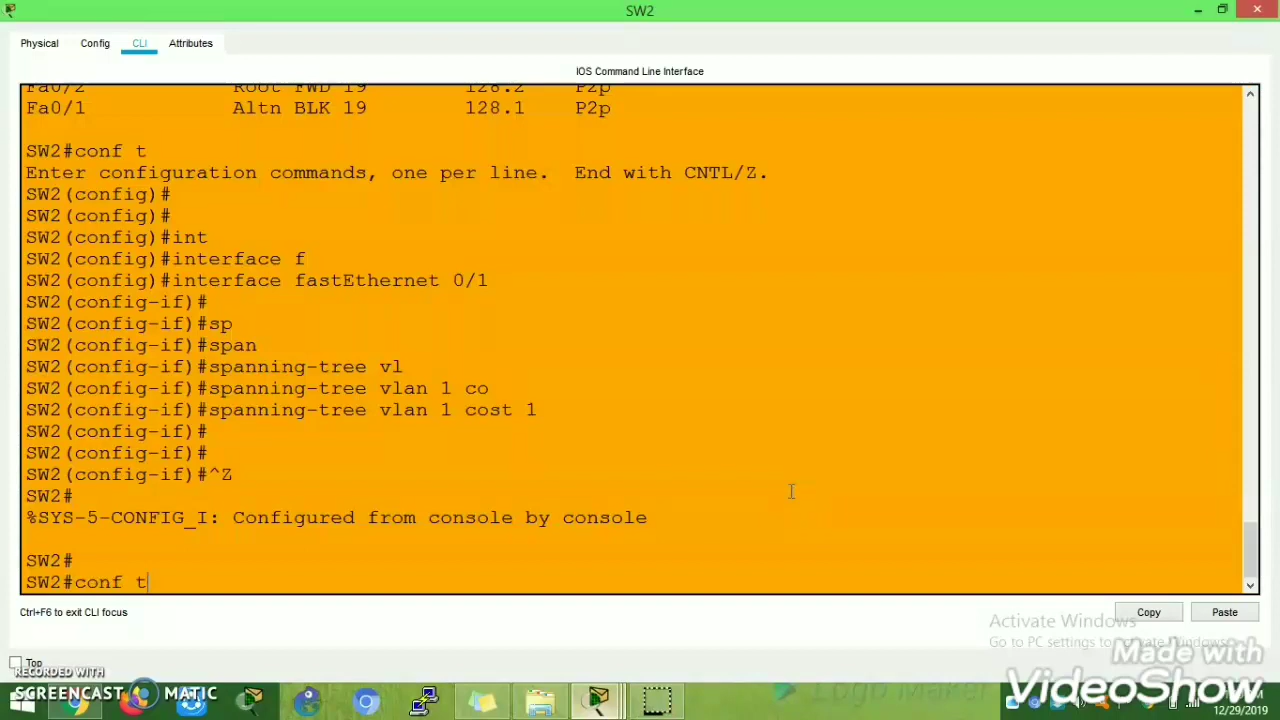 SW2
Physical Config CLI Attributes
IOS Command Line Interface
Fa0/2 Root FWD 19 128.2 P2p
Fa0/1 Altn BLK 19 128.1 P2p
SW2#conf t
Enter configuration commands, one per line. End with CNTL/Z.
SW2(config)#
SW2(config)#
SW2(config)#int
SW2(config)#interface f
SW2(config)#interface fastEthernet 0/1
SW2(config-if)#
SW2(config-if)#sp
SW2(config-if)#span
SW2(config-if)#spanning-tree vl
SW2(config-if)#spanning-tree vlan 1 co
SW2(config-if)#spanning-tree vlan 1 cost 1
SW2(config-if)#
SW2(config-if)#
SW2(config-if)#^Z
SW2#
%SYS-5-CONFIG_I: Configured from console by console
SW2#
SW2#conf t
Ctrl+F6 to exit CLI focus
Copy Paste
Activate Windows
Go to PC settings to activate Windows.
Top
Made with
VideoShow
RECORDED WITH
SCREENCAST MATIC
Logo Maker
12/29/2019